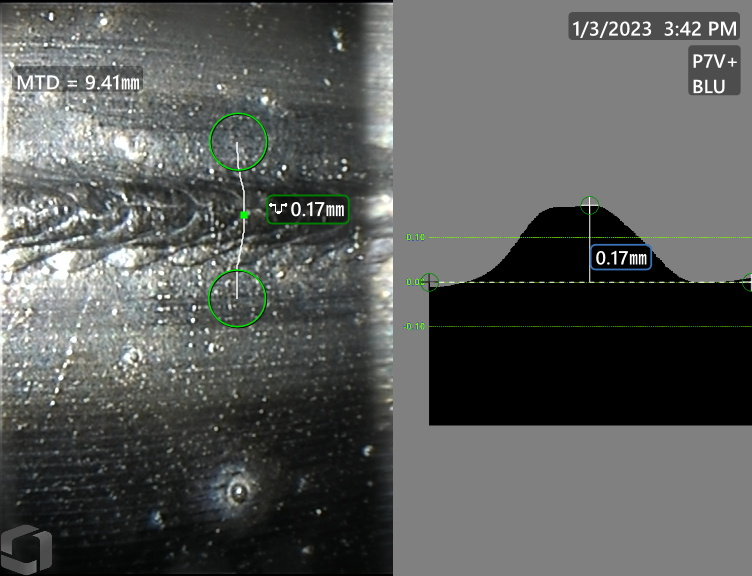 MTD = 9.41mm
0.17mm
1/3/2023 3:42 PM
P7V+
BLU
0.10
0.00
-0.10
0.17mm